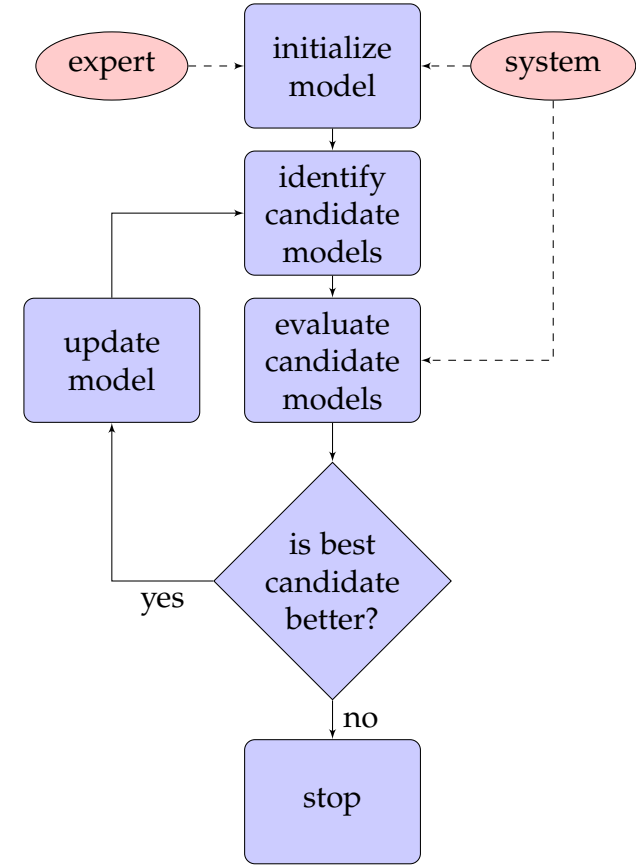 expert
initialize
model
system
identify
candidate
models
update
model
evaluate
candidate
models
is best
candidate
better?
yes
no
stop